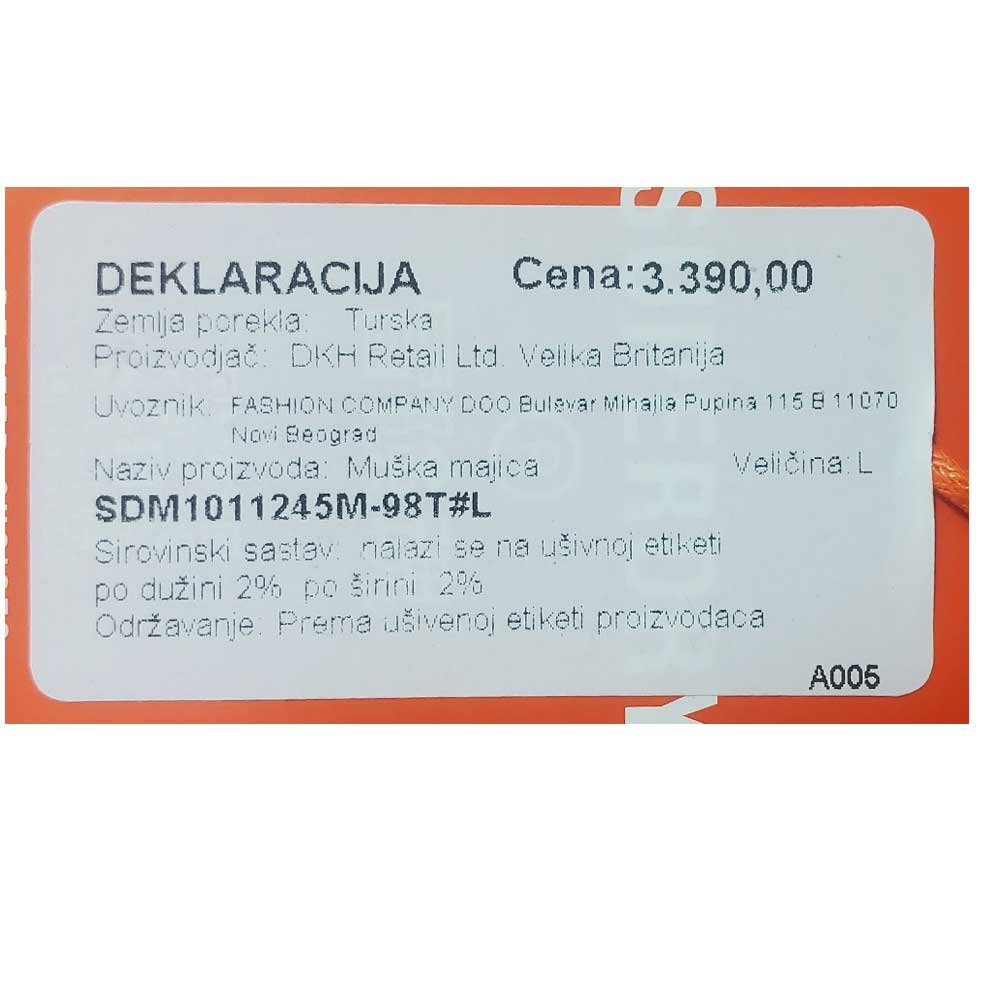 DEKLARACIJA Cena: 3.390,00
Zemlja porekla: Turska
Proizvodjač: DKH Retail Ltd. Velika Britanija
Uvoznik: FASHION COMPANY DOO Bulevar Mihajla Pupina 115 B 11070
Novi Beograd
Naziv proizvoda: Muška majica Veličina: L
SDM1011245M-98T#L
Sirovinski sastav: nalazi se na ušivnoj etiketi
po dužini 2% po širini 2%
Održavanje: Prema ušivenoj etiketi proizvodaca
A005